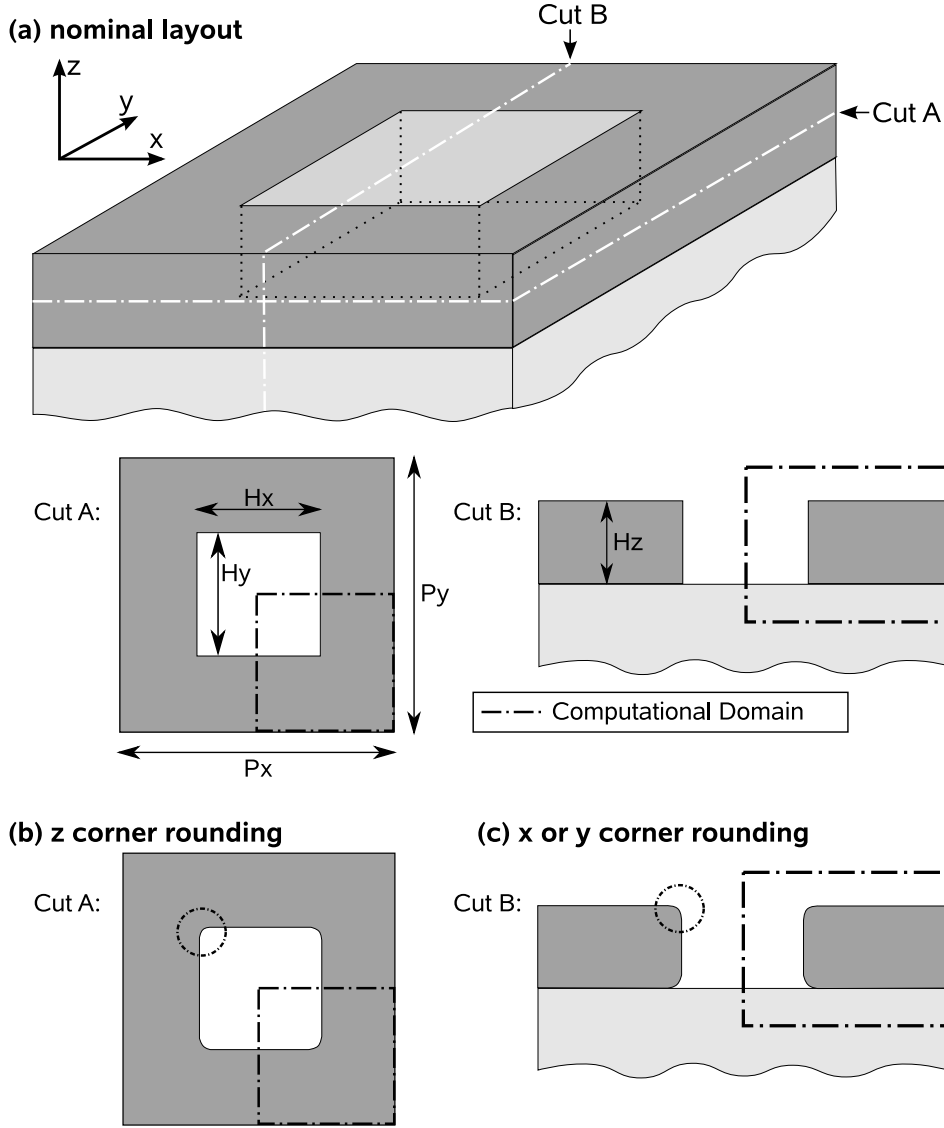 (a) nominal layout
Cut B
z
y
x
Cut A
Cut A:
Hx
Hy
Py
Px
Cut B:
Hz
Computational Domain
(b) z corner rounding
Cut A:
(c) x or y corner rounding
Cut B: